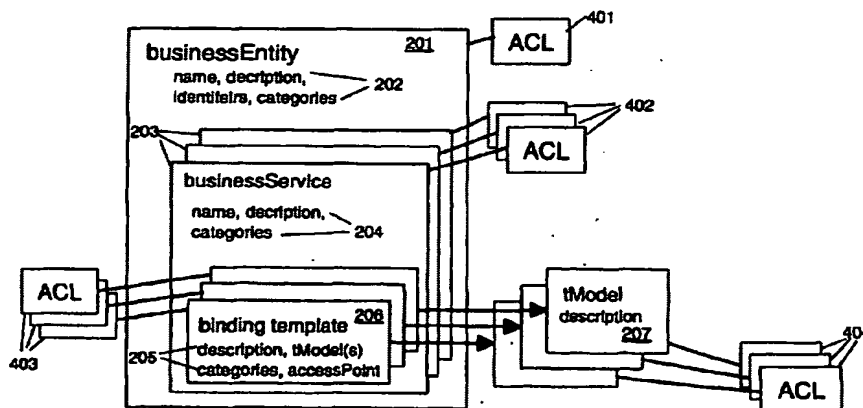 businessEntity 201
ACL 401
name, decription,
identiteirs, categories 202
203
402
ACL
businessService
name, decription,
categories 204
ACL
403
binding template 206
205 description, tModel(s)
categories, accessPoint
tModel
description
207
ACL